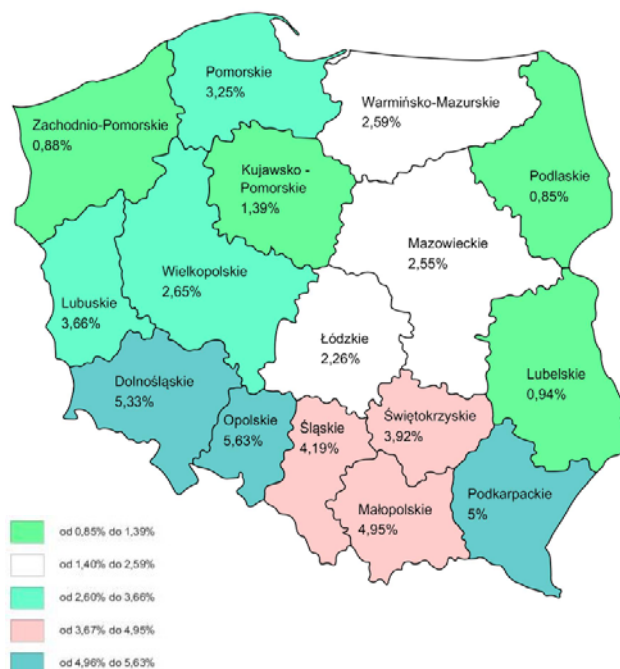 Pomorskie
3,25%
Warmińsko-Mazurskie
2,59%
Zachodnio-Pomorskie
0,88%
Kujawsko -
Pomorskie
1,39%
Podlaskie
0,85%
Mazowieckie
2,55%
Wielkopolskie
2,65%
Lubuskie
3,66%
Łódzkie
2,26%
Dolnośląskie
5,33%
Lubelskie
0,94%
Opolskie
5,63%
Śląskie
4,19%
Świętokrzyskie
3,92%
Małopolskie
4,95%
Podkarpackie
5%
od 0,85% do 1,39%
od 1,40% do 2,59%
od 2,60% do 3,66%
od 3,67% do 4,95%
od 4,96% do 5,63%